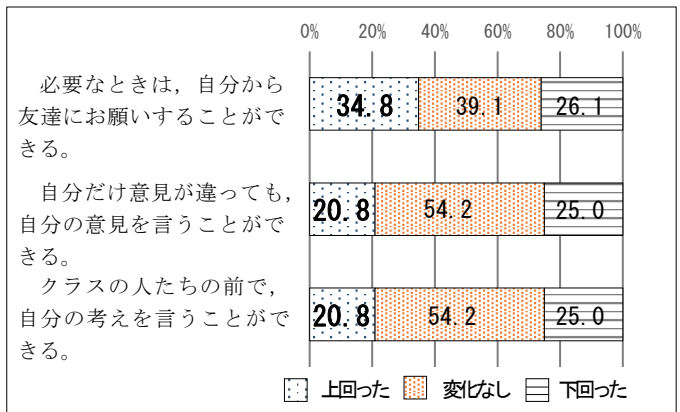 0% 20% 40% 60% 80% 100%
必要なときは，自分から
友達にお願いすることがで
きる。
34.8 39.1 26.1
自分だけ意見が違っても，
自分の意見を言うことがで
きる。
20.8 54.2 25.0
クラスの人たちの前で，
自分の考えを言うことがで
きる。
20.8 54.2 25.0
上回った 変化なし 下回った